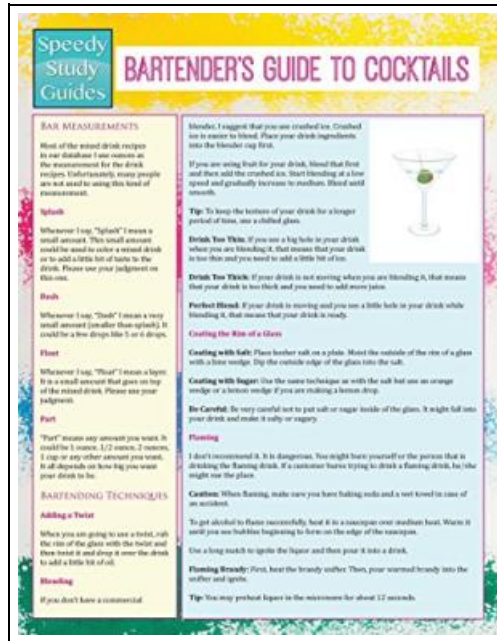 Speedy
Study
Guides
BARTENDER'S GUIDE TO COCKTAILS
BAR MEASUREMENTS
Most of the mixed drink recipes
in our database I use ounces as
the measurement for the drink
recipes. Unfortunately, many people
are not used to using this kind of
measurement.
Splash
Whenever I say, "Splash" I mean a
small amount. This small amount
could be used to color a mixed drink
or to add a little bit of taste to the
drink. Please use your judgment on
this one.
Dash
Whenever I say, "Dash" I mean a very
small amount (smaller than splash). It
could be a few drops like 5 or 6 drops.
Float
Whenever I say, "Float" I mean a layer.
It is a small amount that goes on top
of the mixed drink. Please use your
judgment.
Part
"Part" means any amount you want. It
could be 1 ounce, 1/2 ounce, 2 ounces,
1 cup or any other amount you want.
It all depends on how big you want
your drink to be.
BARTENDING TECHNIQUES
Adding a Twist
When you are going to use a twist, rub
the rim of the glass with the twist and
then twist it and drop it over the drink
to add a little bit of oil.
Blending
If you don't have a commercial
blender, I suggest that you use crushed ice. Crushed
ice is easier to blend. Place your drink ingredients
into the blender cup first.
If you are using fruit for your drink, blend that first
and then add the crushed ice. Start blending at a low
speed and gradually increase to medium. Blend until
smooth.
Tip: To keep the texture of your drink for a longer
period of time, use a chilled glass.
Drink Too Thin: If you see a big hole in your drink
when you are blending it, that means that your drink
is too thin and you need to add a little bit of ice.
Drink Too Thick: If your drink is not moving when you are blending it, that means
that your drink is too thick and you need to add more juice.
Perfect Blend: If your drink is moving and you see a little hole in your drink while
blending it, that means that your drink is ready.
Coating the Rim of a Glass
Coating with Salt: Place kosher salt on a plate. Moist the outside of the rim of a glass
with a lime wedge. Dip the outside edge of the glass into the salt.
Coating with Sugar: Use the same technique as with the salt but use an orange
wedge or a lemon wedge if you are making a lemon drop.
Be Careful: Be very careful not to put salt or sugar inside of the glass. It might fall into
your drink and make it salty or sugary.
Flaming
I don't recommend it. It is dangerous. You might burn yourself or the person that is
drinking the flaming drink. If a customer burns trying to drink a flaming drink, he/she
might sue the place.
Caution: When flaming, make sure you have baking soda and a wet towel in case of
an accident.
To get alcohol to flame successfully, heat it in a saucepan over medium heat. Warm it
until you see bubbles beginning to form on the edge of the saucepan.
Use a long match to ignite the liquor and then pour it into a drink.
Flaming Brandy: First, heat the brandy snifter. Then, pour warmed brandy into the
snifter and ignite.
Tip: You may preheat liquor in the microwave for about 12 seconds.